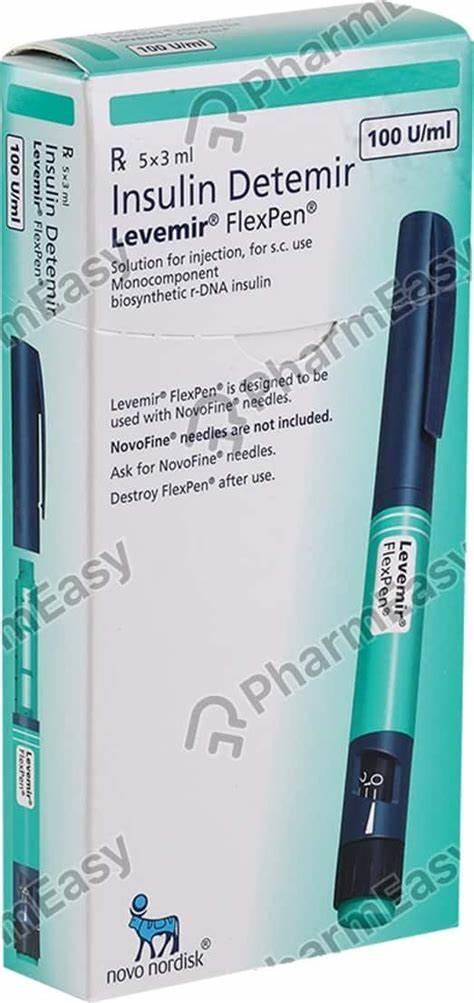 100 U/ml
℞ 5×3 ml
Insulin Detemir
Levemir® FlexPen®
100 U/ml
℞ 5×3 ml
100 U/ml
Insulin Detemir
Levemir® FlexPen®
Solution for injection, for s.c. use
Monocomponent
biosynthetic r-DNA insulin
Levemir® FlexPen® is designed to be
used with NovoFine® needles.
NovoFine® needles are not included.
Ask for NovoFine® needles.
Destroy FlexPen® after use.
Levemir®
FlexPen®
Levemir®
FlexPen®
novo nordisk®
PharmEasy
PharmEasy
PharmEasy